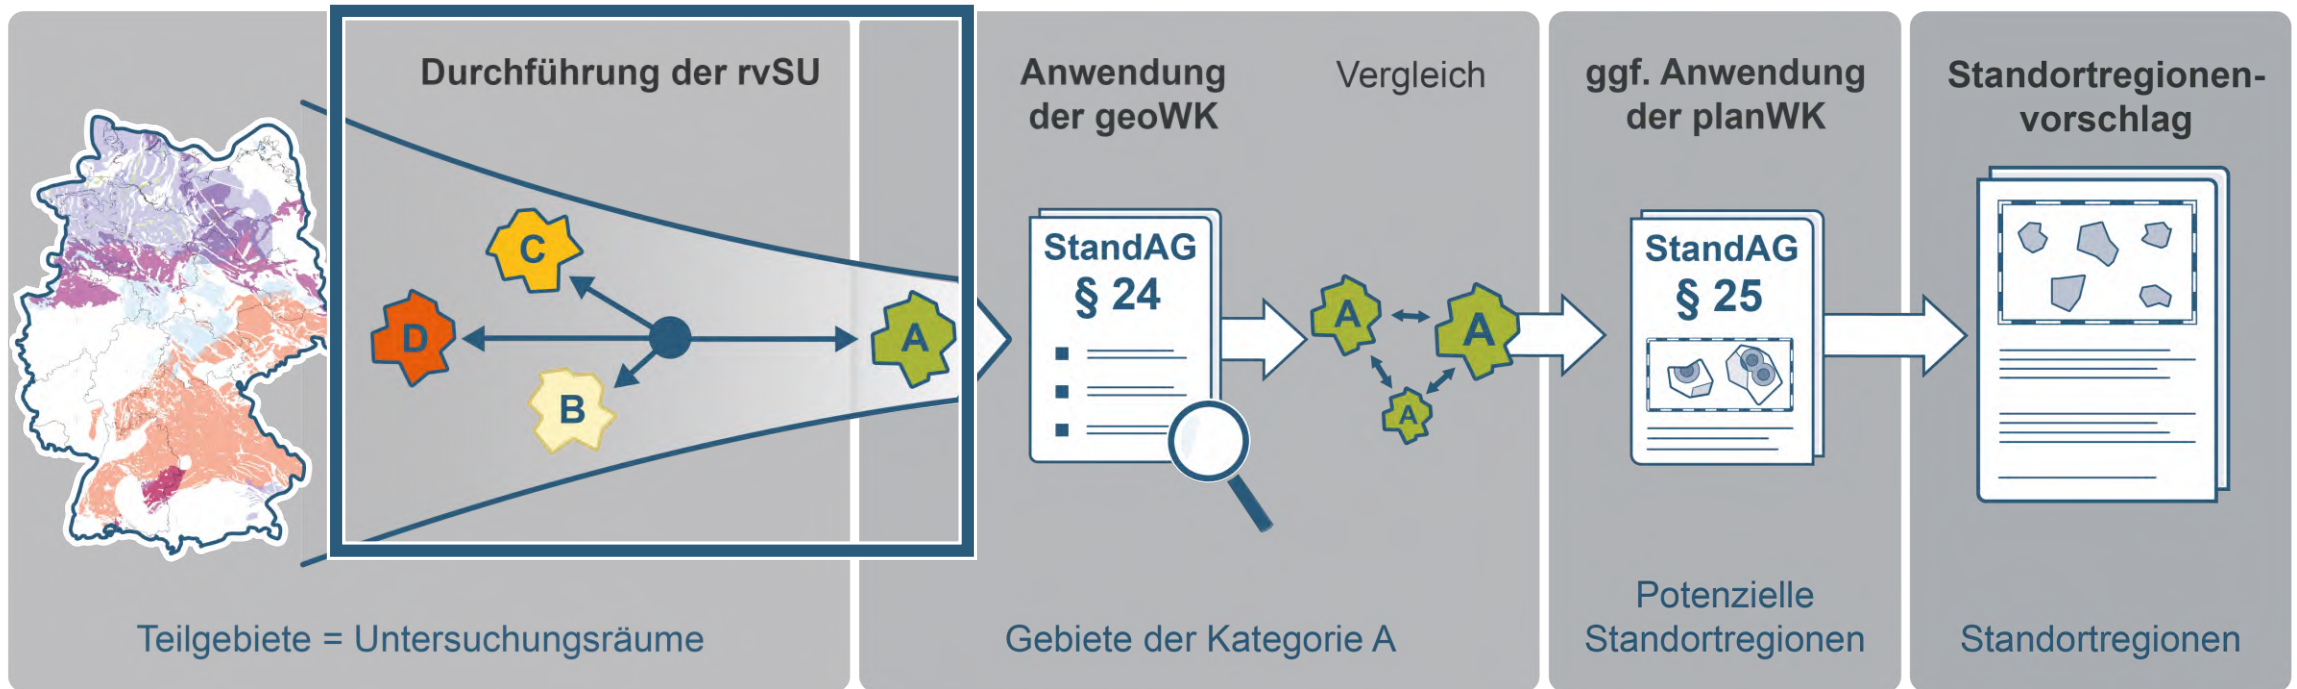 Durchführung der rvSU
C
D
B
A
Teilgebiete = Untersuchungsräume
Anwendung
der geoWK
Vergleich
StandAG
§ 24
A
A
A
Gebiete der Kategorie A
ggf. Anwendung
der planWK
StandAG
§ 25
Potenzielle
Standortregionen
Standortregionen-
vorschlag
Standortregionen